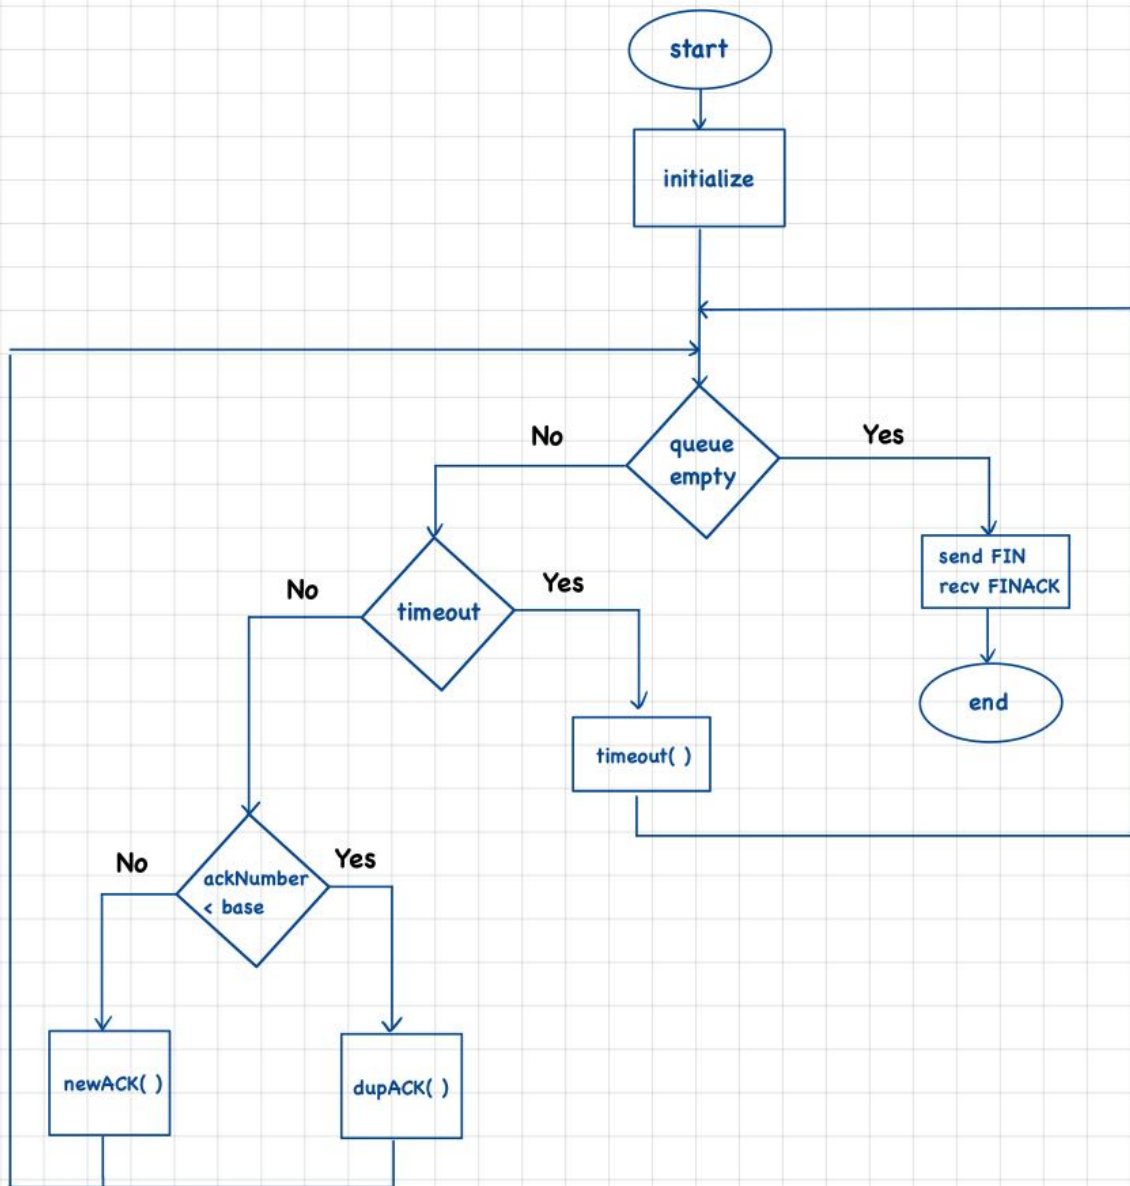 start
initialize
No
Yes
queue
empty
send FIN
recv FINACK
No
Yes
timeout
end
timeout( )
No
Yes
ackNumber
< base
newACK( )
dupACK( )